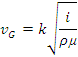 v_G = k√(i/(ρμ))